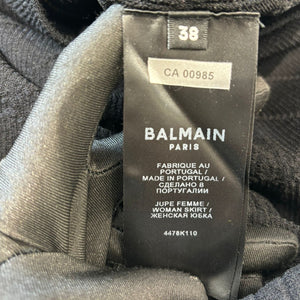 38
CA 00985
BALMAIN
PARIS
FABRIQUE AU
PORTUGAL /
MADE IN PORTUGAL /
СДЕЛАНО В
ПОРТУГАЛИИ
JUPE FEMME /
WOMAN SKIRT /
ЖЕНСКАЯ ЮБКА
4478K110